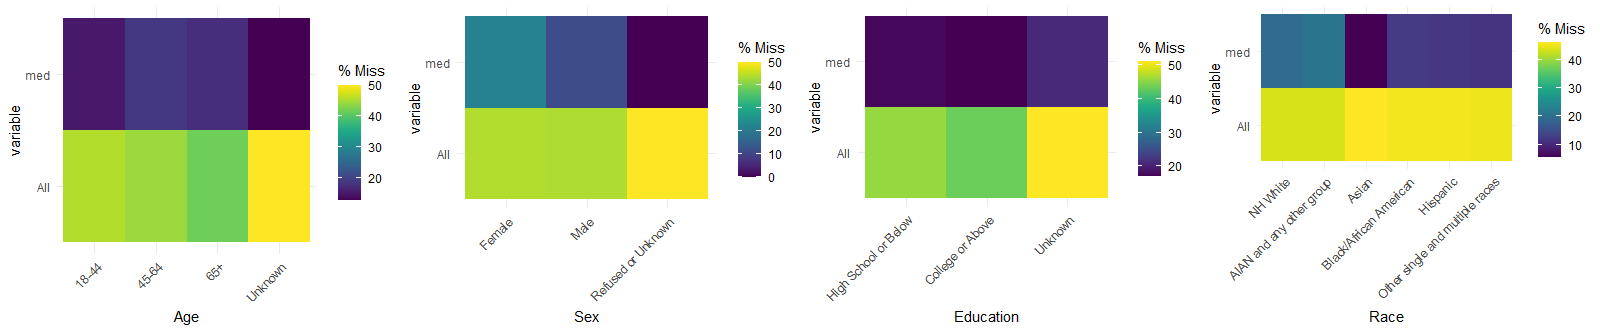 % Miss
med
All
variable
50
40
30
20
18-44
45-64
65+
Unknown
Age
% Miss
med
All
variable
50
40
30
20
10
0
Female
Male
Refused or Unknown
Sex
% Miss
med
All
variable
50
40
30
20
High School or Below
College or Above
Unknown
Education
% Miss
med
All
variable
40
30
20
10
NH White
AIAN and any other group
Asian
Black/African American
Hispanic
Other single and multiple races
Race